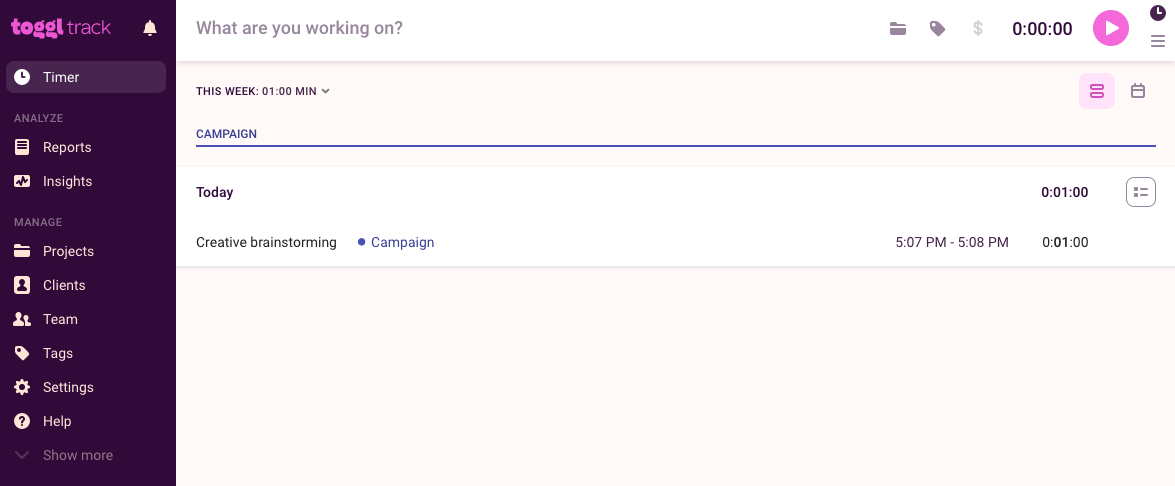 toggl track
What are you working on?
$
0:00:00
Timer
THIS WEEK: 01:00 MIN
ANALYZE
CAMPAIGN
Reports
Insights
Today
0:01:00
MANAGE
Creative brainstorming
Campaign
5:07 PM - 5:08 PM
0:01:00
Projects
Clients
Team
Tags
Settings
Help
Show more